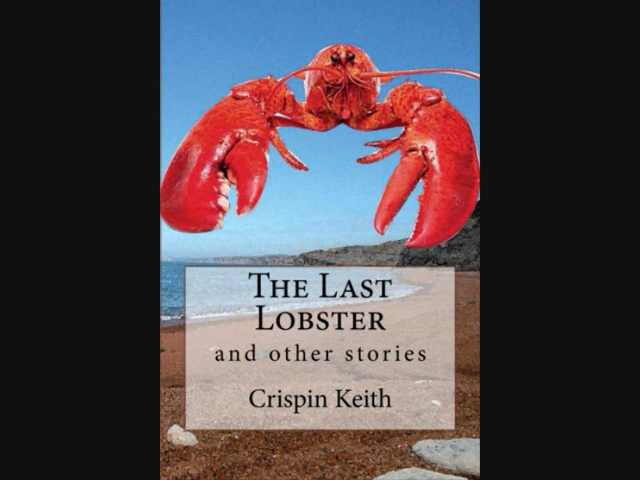 The Last
Lobster
and other stories
Crispin Keith